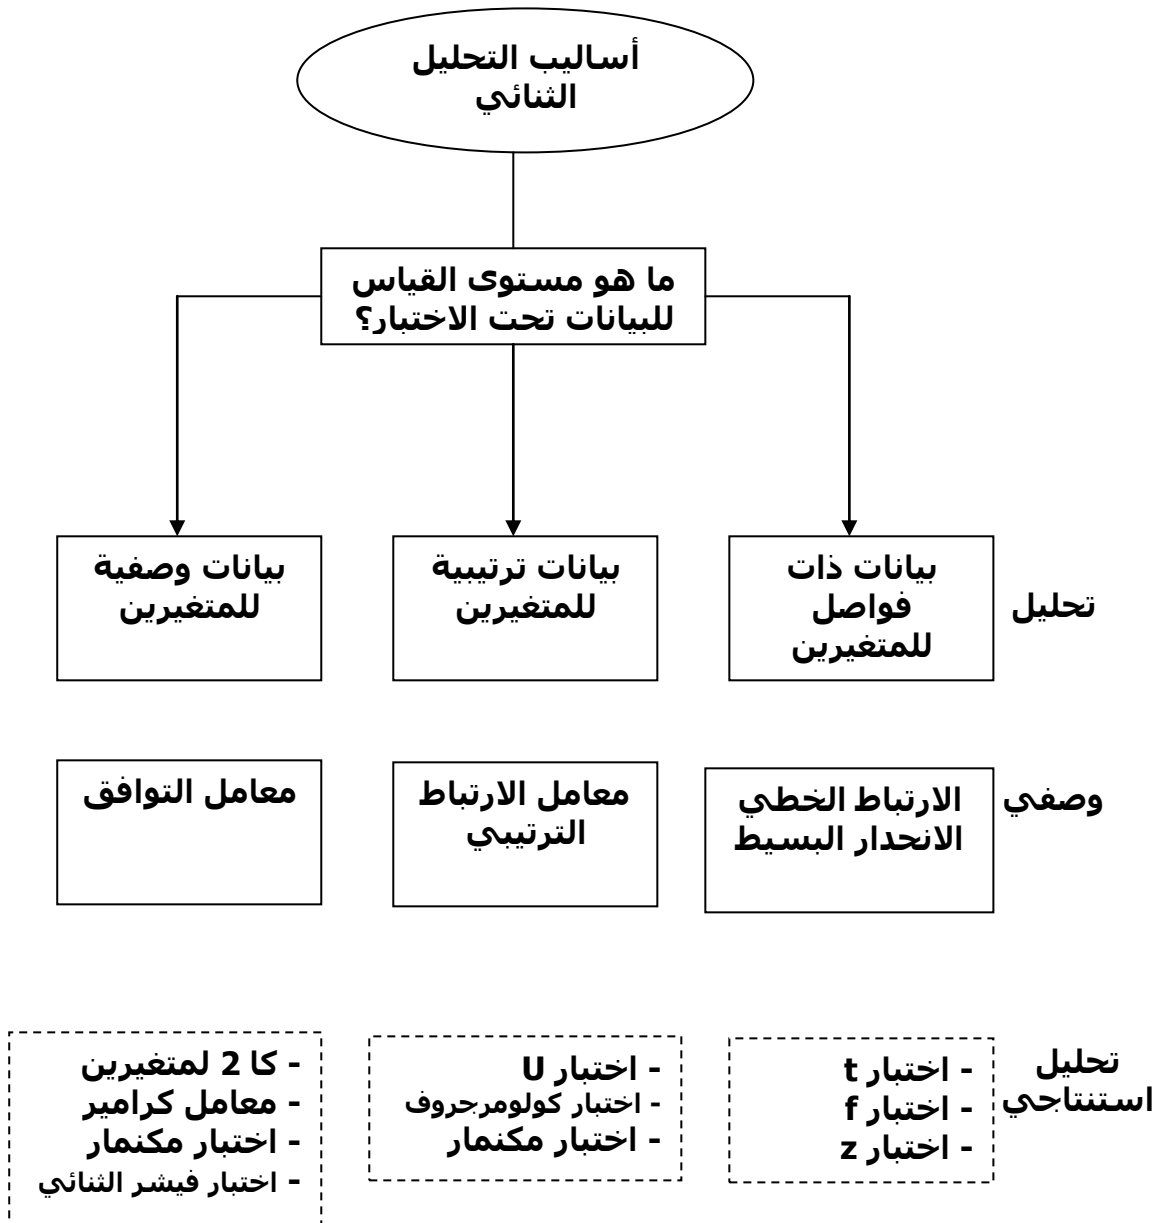 أساليب التحليل
الثنائي
ما هو مستوى القياس
للبيانات تحت الاختبار؟
بيانات ذات
فواصل
للمتغيرين
بيانات ترتيبية
للمتغيرين
بيانات وصفية
للمتغيرين
تحليل
وصفي
الارتباط الخطي
الانحدار البسيط
معامل الارتباط
الترتيبي
معامل التوافق
تحليل
استنتاجي
- اختبار t
- اختبار f
- اختبار z
- اختبار U
- اختبار كولومرجروف
- اختبار مكنمار
- كا 2 لمتغيرين
- معامل كرامير
- اختبار مكنمار
- اختبار فيشر الثنائي